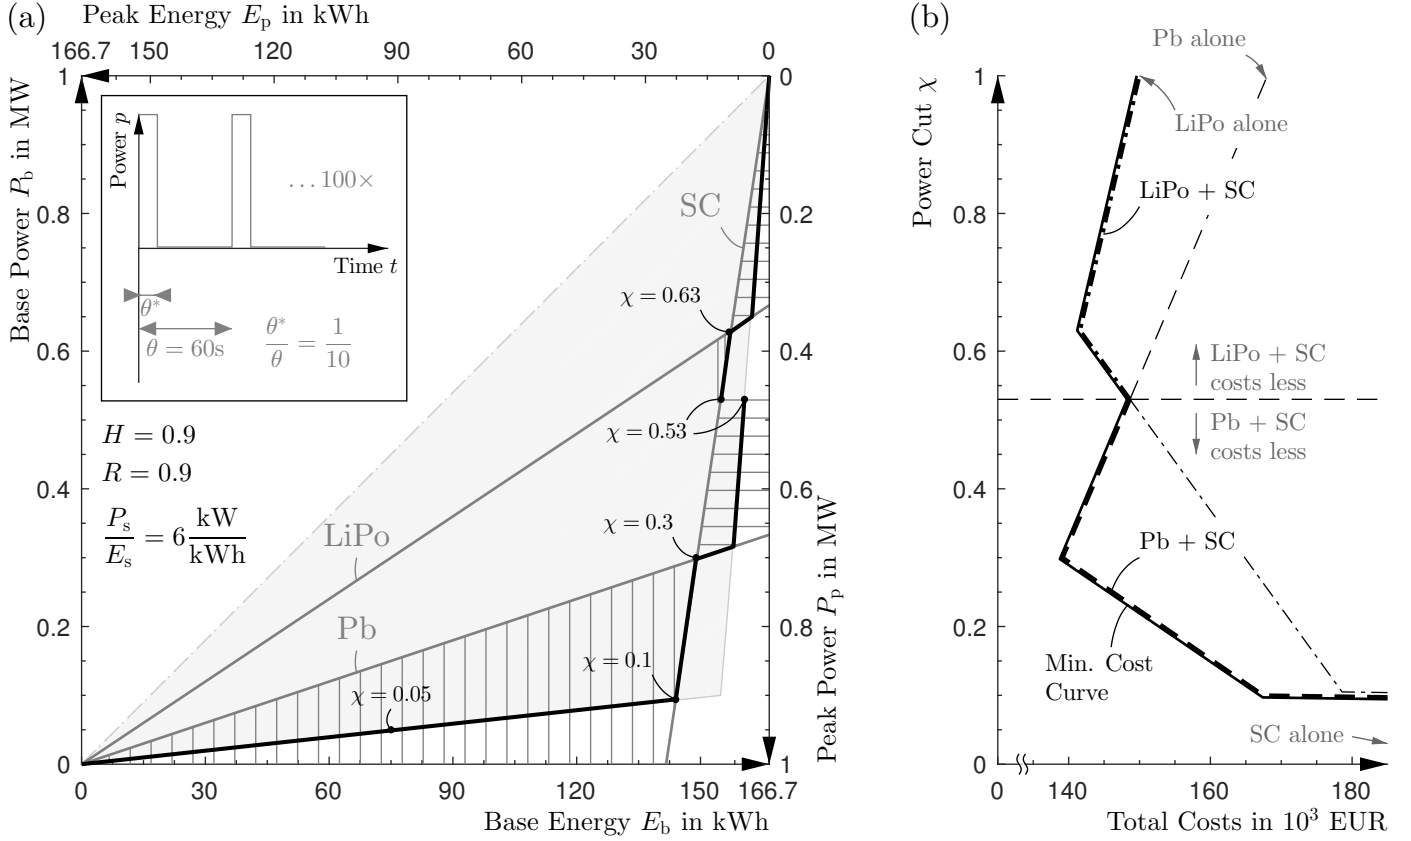 (a)
Peak Energy E_p in kWh
166.7 150 120 90 60 30 0
Base Power P_b in MW
1
0.8
0.6
0.4
0.2
0
Power p
...100×
Time t
θ*
θ = 60s
θ*/θ = 1/10
H = 0.9
R = 0.9
P_s/E_s = 6 kW/kWh
SC
LiPo
Pb
χ = 0.63
χ = 0.53
χ = 0.3
χ = 0.1
χ = 0.05
0
0.2
0.4
0.6
0.8
1
Peak Power P_p in MW
0 30 60 90 120 150 166.7
Base Energy E_b in kWh
(b)
Power Cut χ
1
0.8
0.6
0.4
0.2
0
Pb alone
LiPo alone
LiPo + SC
LiPo + SC
costs less
Pb + SC
costs less
Pb + SC
Min. Cost
Curve
SC alone
0 140 160 180
Total Costs in 10³ EUR